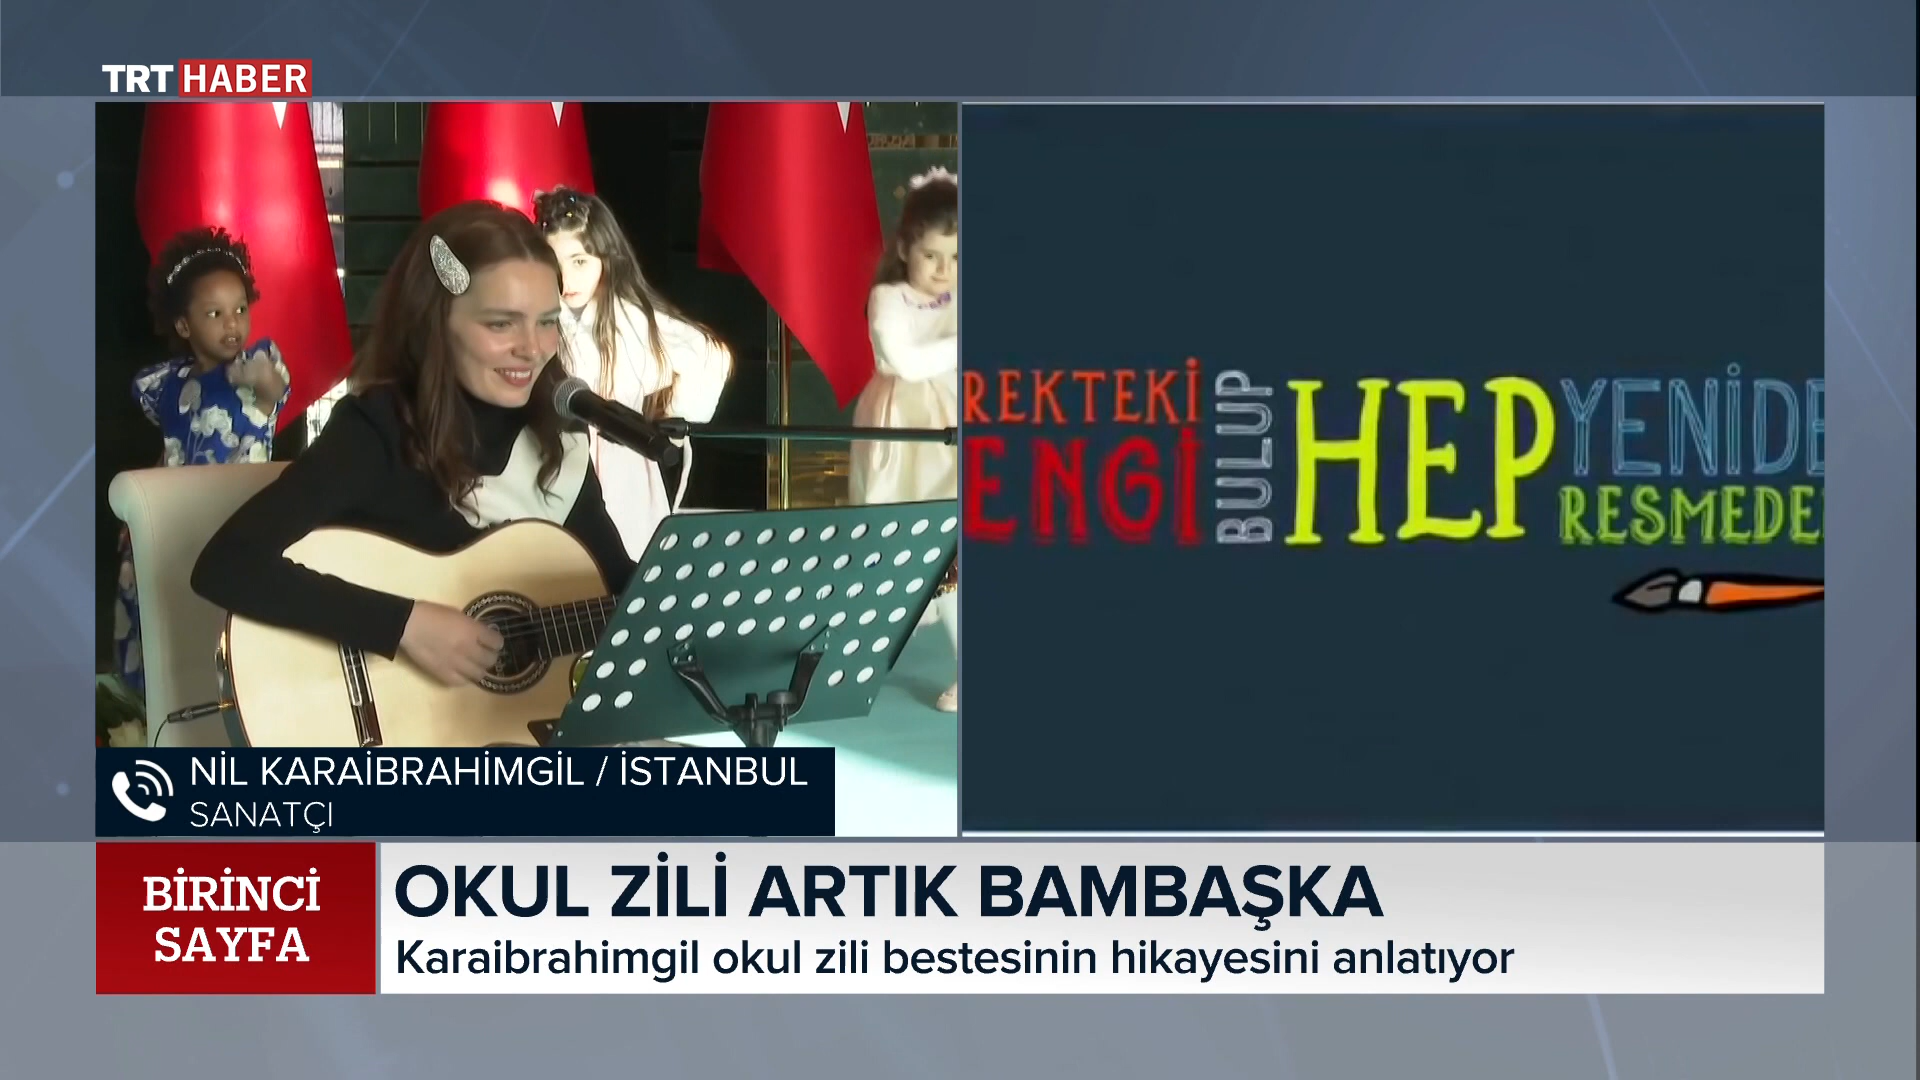 TRT HABER
REKTEKİ
ENGİ
BULUP
HEP
YENİDE
RESMEDE
NİL KARAİBRAHİMGİL / İSTANBUL
SANATÇI
BİRİNCİ
SAYFA
OKUL ZİLİ ARTIK BAMBAŞKA
Karaibrahimgil okul zili bestesinin hikayesini anlatıyor